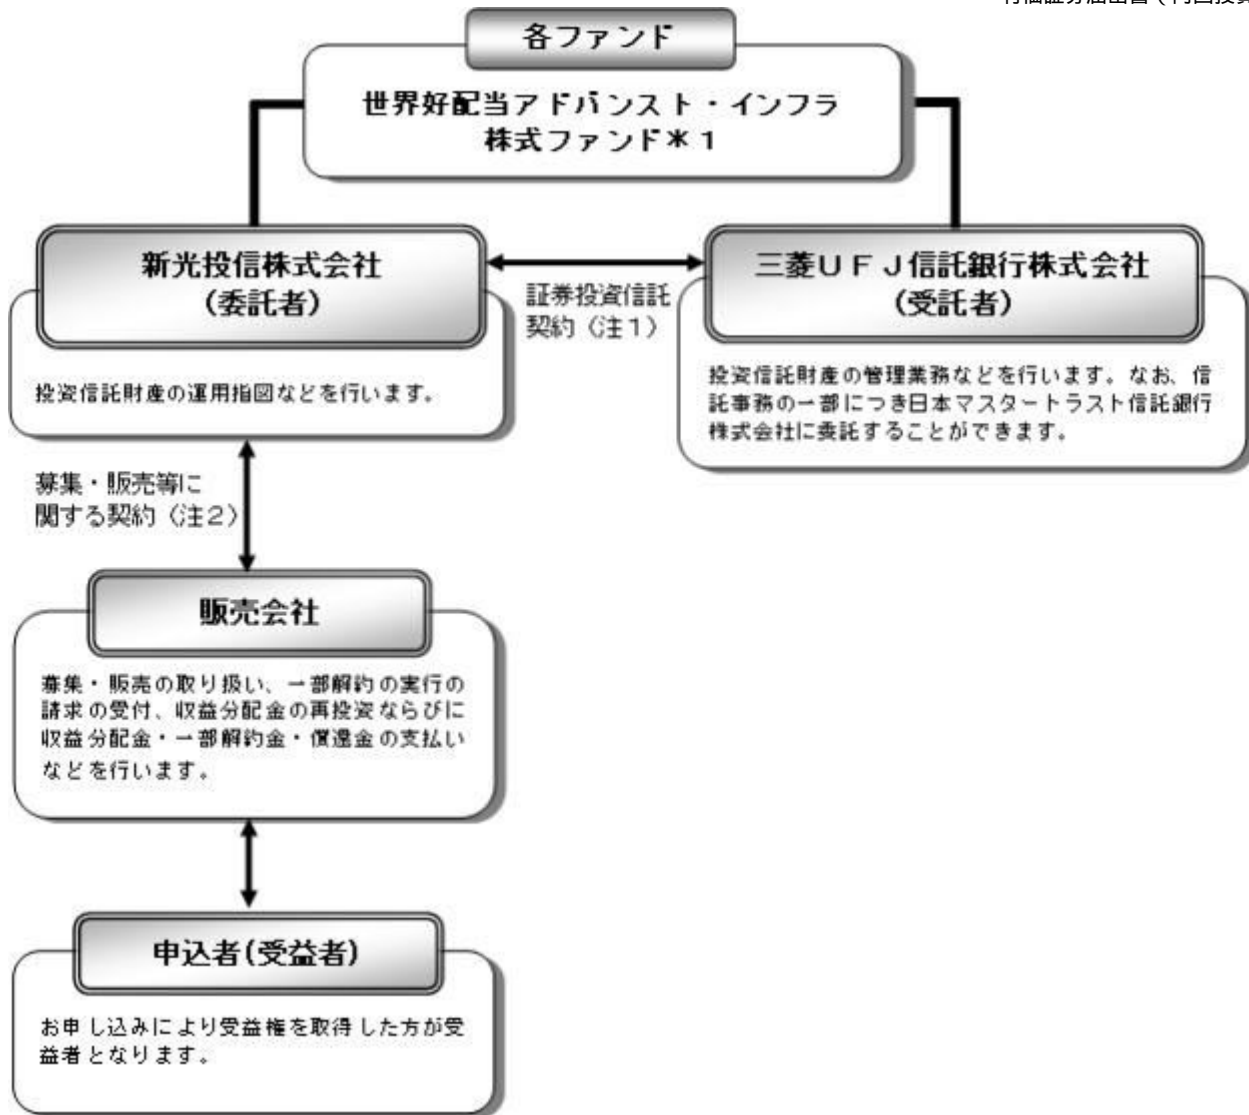 各ファンド
世界好配当アドバンスト・インフラ
株式ファンド＊１
新光投信株式会社
（委託者）
投資信託財産の運用指図などを行います。
証券投資信託
契約（注１）
三菱ＵＦＪ信託銀行株式会社
（受託者）
投資信託財産の管理業務などを行います。なお、信
託事務の一部につき日本マスタートラスト信託銀行
株式会社に委託することができます。
募集・販売等に
関する契約（注２）
販売会社
募集・販売の取り扱い、一部解約の実行の
請求の受付、収益分配金の再投資ならびに
収益分配金・一部解約金・償還金の支払い
などを行います。
申込者(受益者)
お申し込みにより受益権を取得した方が受
益者となります。